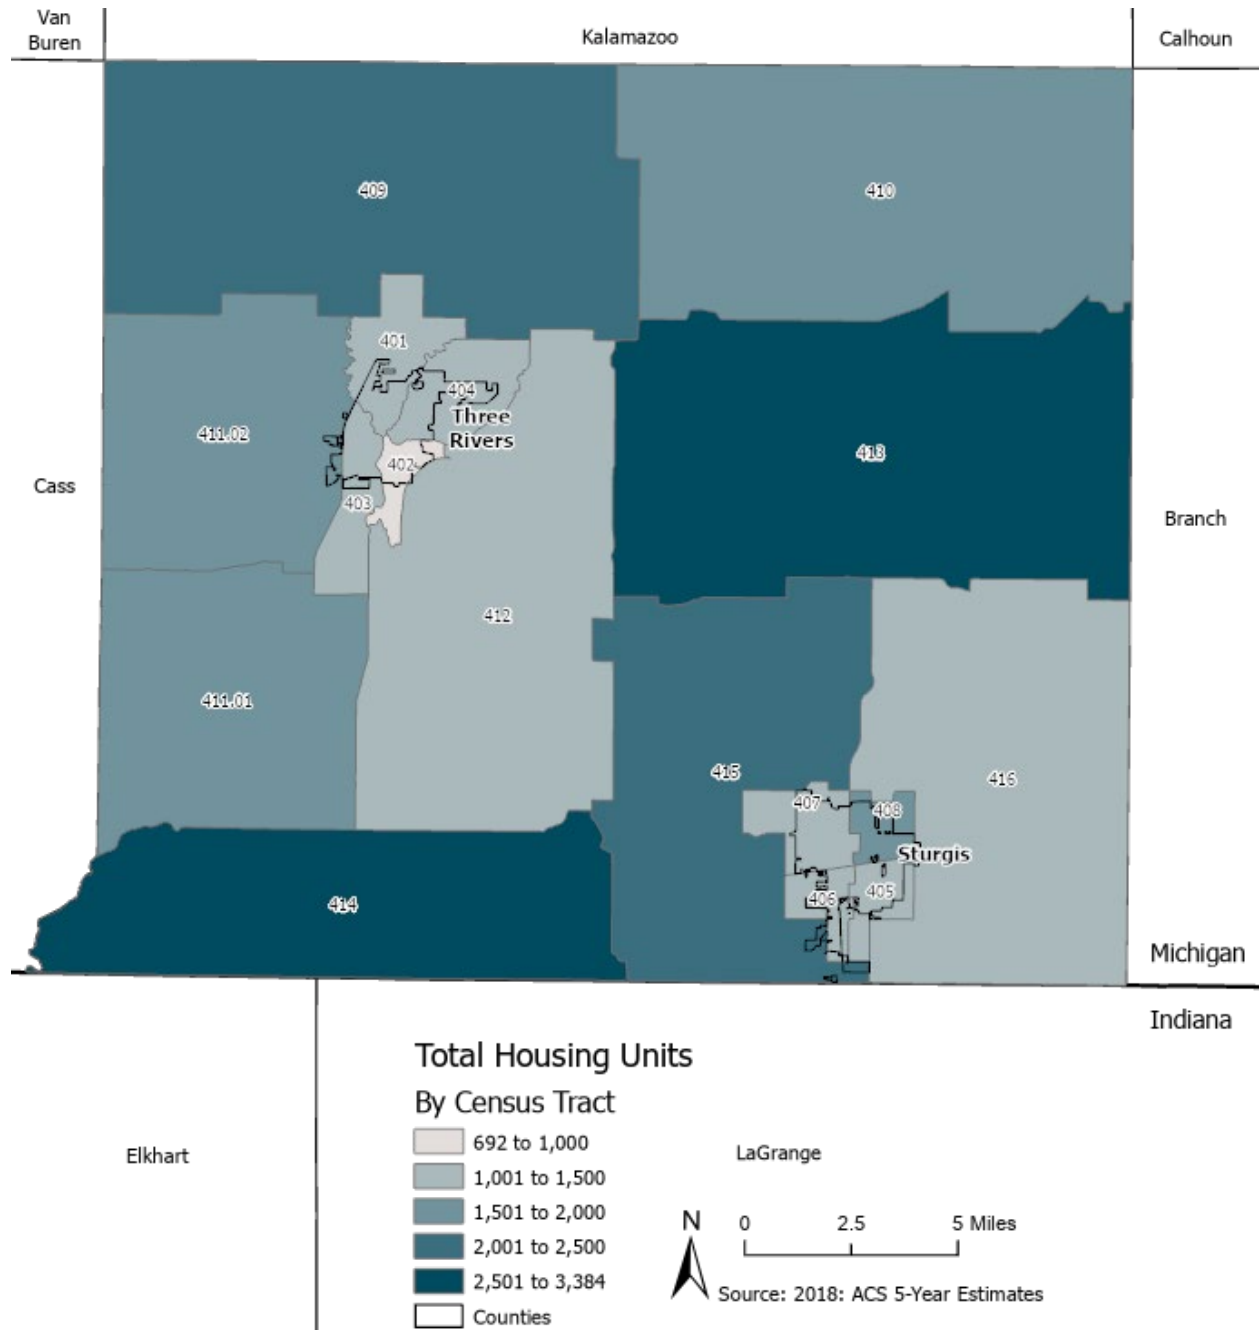 Van
Buren
Kalamazoo
Calhoun
409
410
401
404
Three
Rivers
411.02
413
402
Cass
403
Branch
412
411.01
415
416
407
408
Sturgis
405
406
414
Michigan
Indiana
Total Housing Units
By Census Tract
692 to 1,000
1,001 to 1,500
1,501 to 2,000
2,001 to 2,500
2,501 to 3,384
Counties
Elkhart
LaGrange
N
0 2.5 5 Miles
Source: 2018: ACS 5-Year Estimates